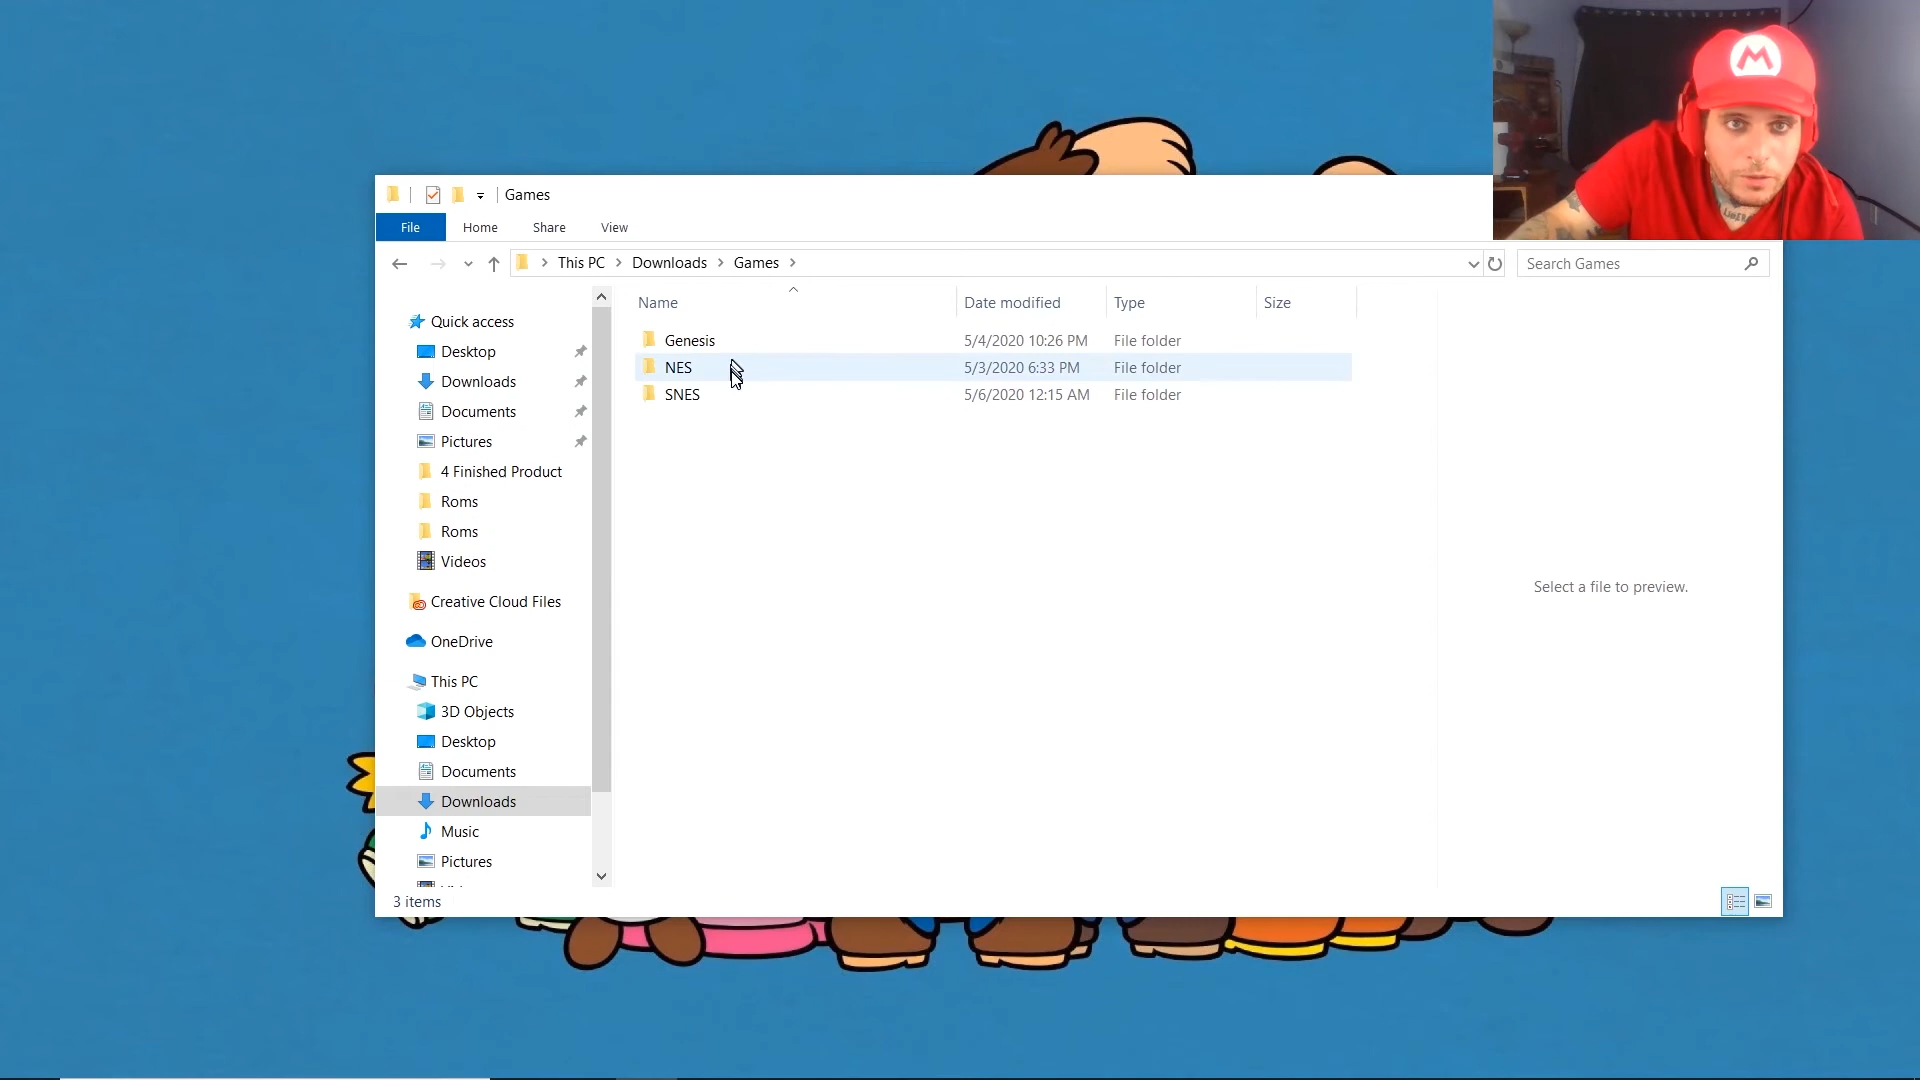 M
Games
File Home Share View
This PC Downloads Games
Search Games
Name Date modified Type Size
Genesis 5/4/2020 10:26 PM File folder
NES 5/3/2020 6:33 PM File folder
SNES 5/6/2020 12:15 AM File folder
Quick access
Desktop
Downloads
Documents
Pictures
4 Finished Product
Roms
Roms
Videos
Creative Cloud Files
OneDrive
This PC
3D Objects
Desktop
Documents
Downloads
Music
Pictures
Select a file to preview.
3 items